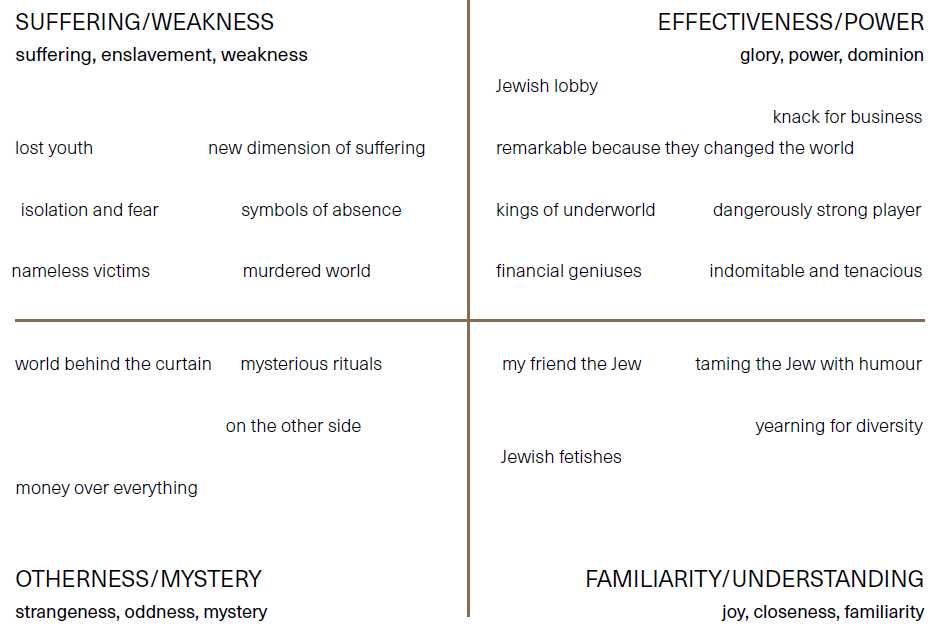 SUFFERING/WEAKNESS
suffering, enslavement, weakness
lost youth
new dimension of suffering
isolation and fear
symbols of absence
nameless victims
murdered world
EFFECTIVENESS/POWER
glory, power, dominion
Jewish lobby
knack for business
remarkable because they changed the world
kings of underworld
dangerously strong player
financial geniuses
indomitable and tenacious
world behind the curtain
mysterious rituals
on the other side
money over everything
OTHERNESS/MYSTERY
strangeness, oddness, mystery
my friend the Jew
taming the Jew with humour
yearning for diversity
Jewish fetishes
FAMILIARITY/UNDERSTANDING
joy, closeness, familiarity